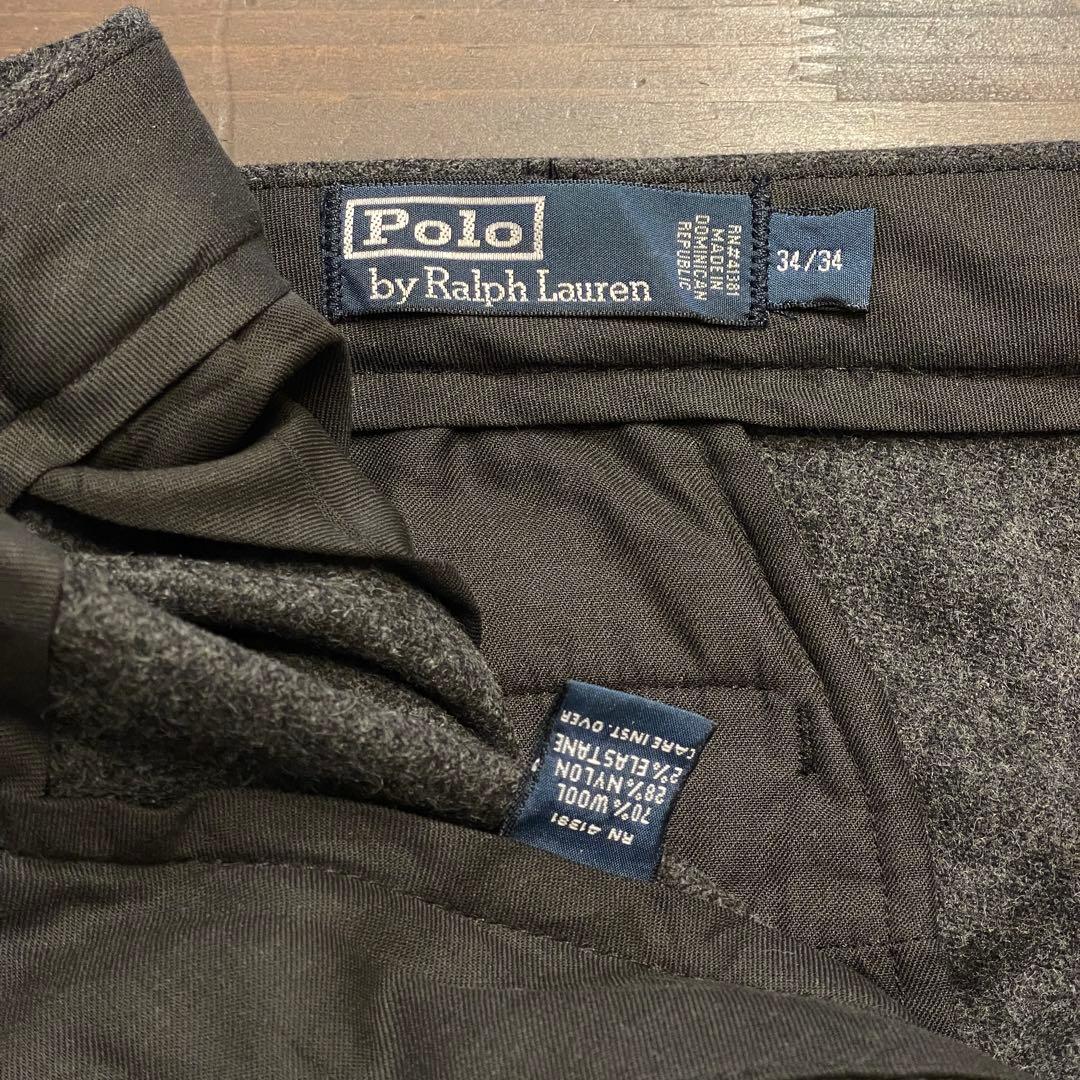 Polo
by Ralph Lauren
RN#41381
MADE IN
DOMINICAN
REPUBLIC
34/34
RN 41381
70% WOOL
28% NYLON
2% ELASTANE
CARE INST. OVER